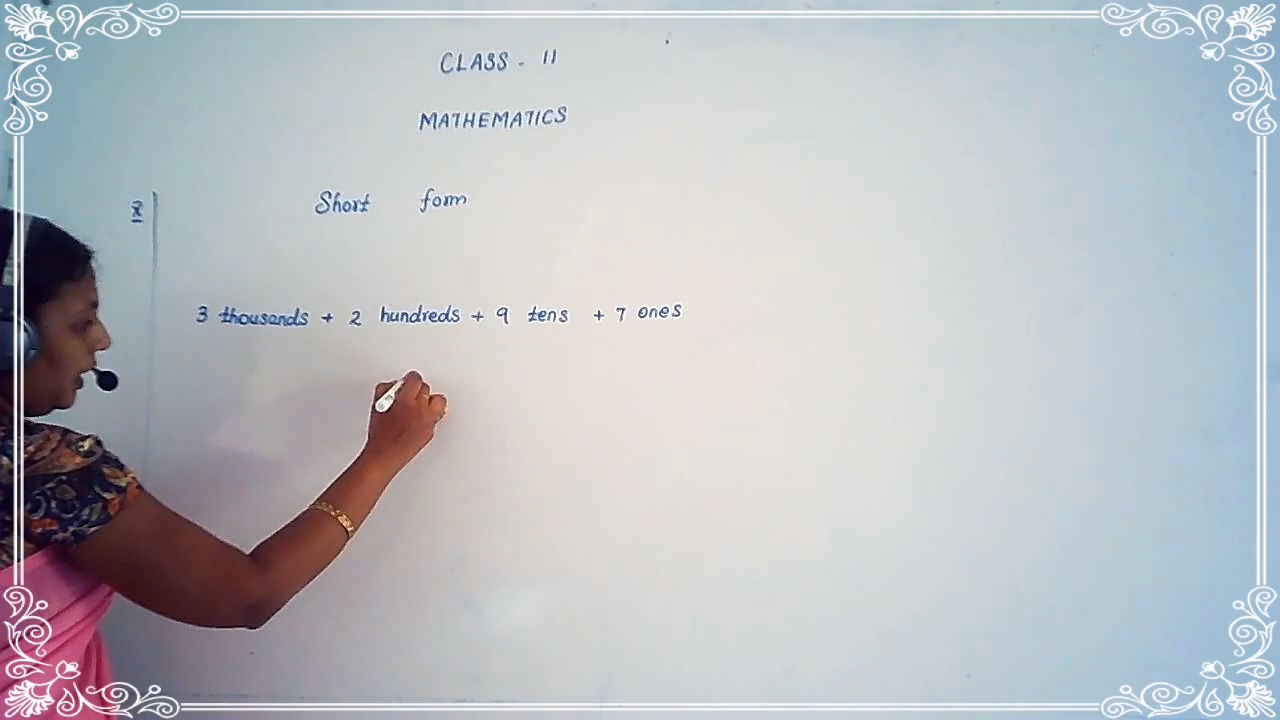 CLASS - II
MATHEMATICS
Short form
3 thousands + 2 hundreds + 9 tens + 7 ones